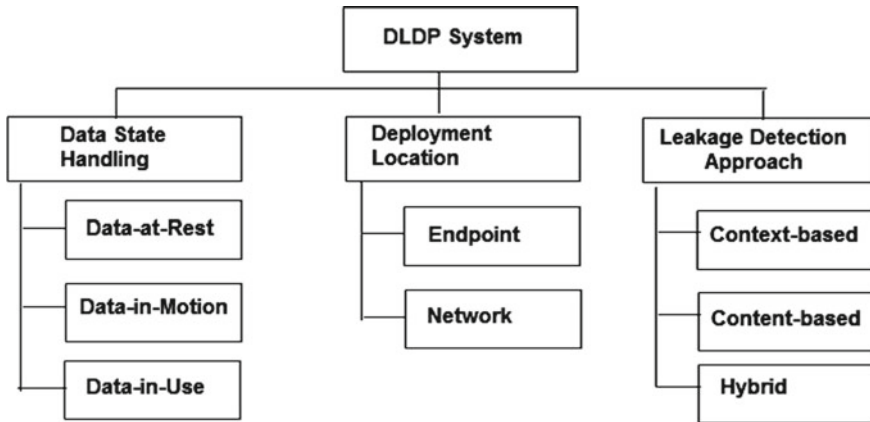 DLDP System
Data State
Handling
Data-at-Rest
Data-in-Motion
Data-in-Use
Deployment
Location
Endpoint
Network
Leakage Detection
Approach
Context-based
Content-based
Hybrid